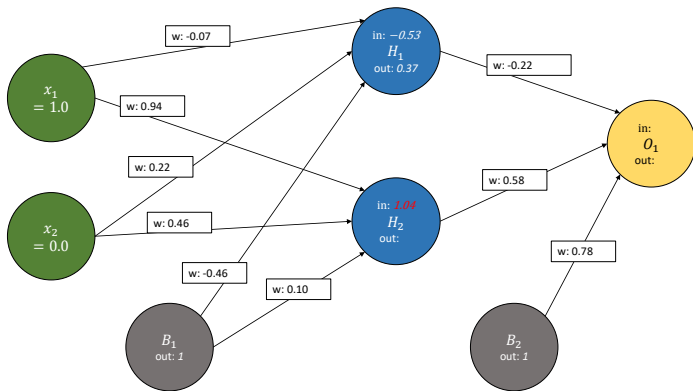 w: -0.07
in: −0.53
H₁
out: 0.37
w: -0.22
x₁
= 1.0
w: 0.94
in:
O₁
out:
w: 0.22
w: 0.58
in: 1.04
H₂
out:
x₂
= 0.0
w: 0.46
w: -0.46
w: 0.78
w: 0.10
B₁
out: 1
B₂
out: 1